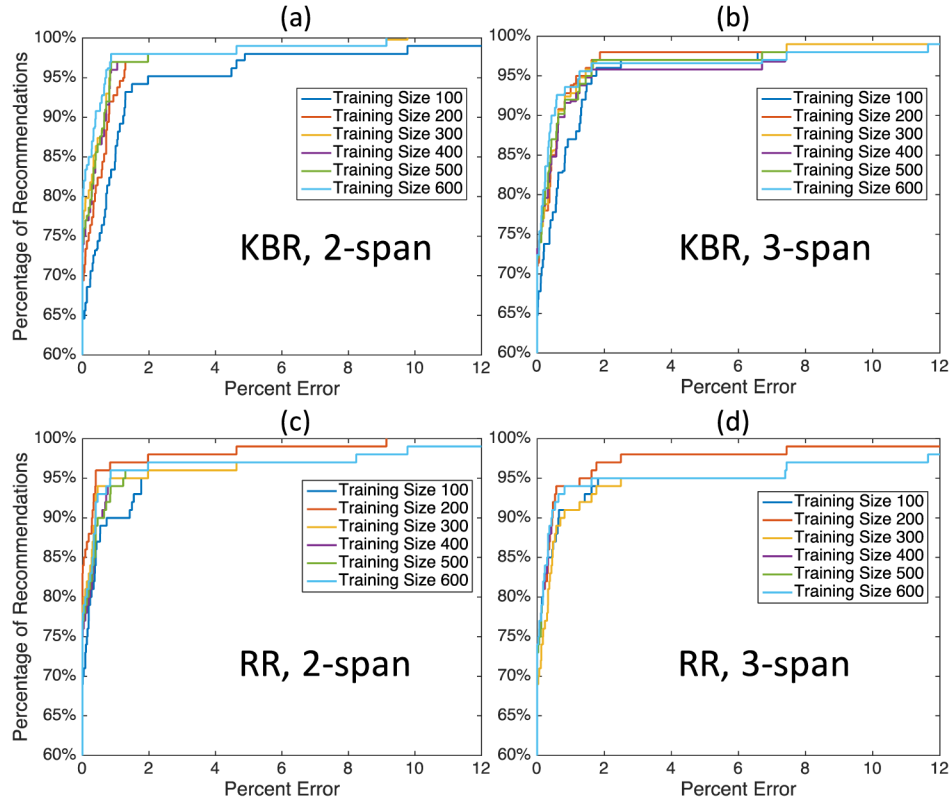 (a)
100%
95%
90%
85%
80%
75%
70%
65%
60%
Percentage of Recommendations
Training Size 100
Training Size 200
Training Size 300
Training Size 400
Training Size 500
Training Size 600
KBR, 2-span
0 2 4 6 8 10 12
Percent Error
(b)
100%
95%
90%
85%
80%
75%
70%
65%
60%
Training Size 100
Training Size 200
Training Size 300
Training Size 400
Training Size 500
Training Size 600
KBR, 3-span
0 2 4 6 8 10 12
Percent Error
(c)
100%
95%
90%
85%
80%
75%
70%
65%
60%
Percentage of Recommendations
Training Size 100
Training Size 200
Training Size 300
Training Size 400
Training Size 500
Training Size 600
RR, 2-span
0 2 4 6 8 10 12
Percent Error
(d)
100%
95%
90%
85%
80%
75%
70%
65%
60%
Training Size 100
Training Size 200
Training Size 300
Training Size 400
Training Size 500
Training Size 600
RR, 3-span
0 2 4 6 8 10 12
Percent Error